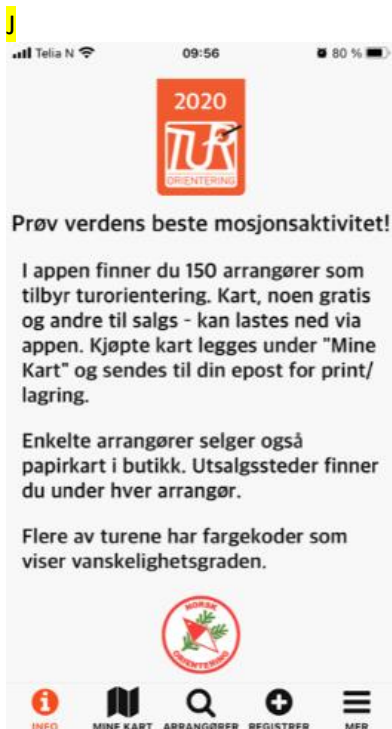 J
Telia N 09:56 80 %
2020
TUR
ORIENTERING
Prøv verdens beste mosjonsaktivitet!
I appen finner du 150 arrangører som
tilbyr turorientering. Kart, noen gratis
og andre til salgs - kan lastes ned via
appen. Kjøpte kart legges under "Mine
Kart" og sendes til din epost for print/
lagring.
Enkelte arrangører selger også
papirkart i butikk. Utsalgssteder finner
du under hver arrangør.
Flere av turene har fargekoder som
viser vanskelighetsgraden.
NORSK
ORIENTERING
INFO MINE KART ARRANGØRER REGISTRER MER